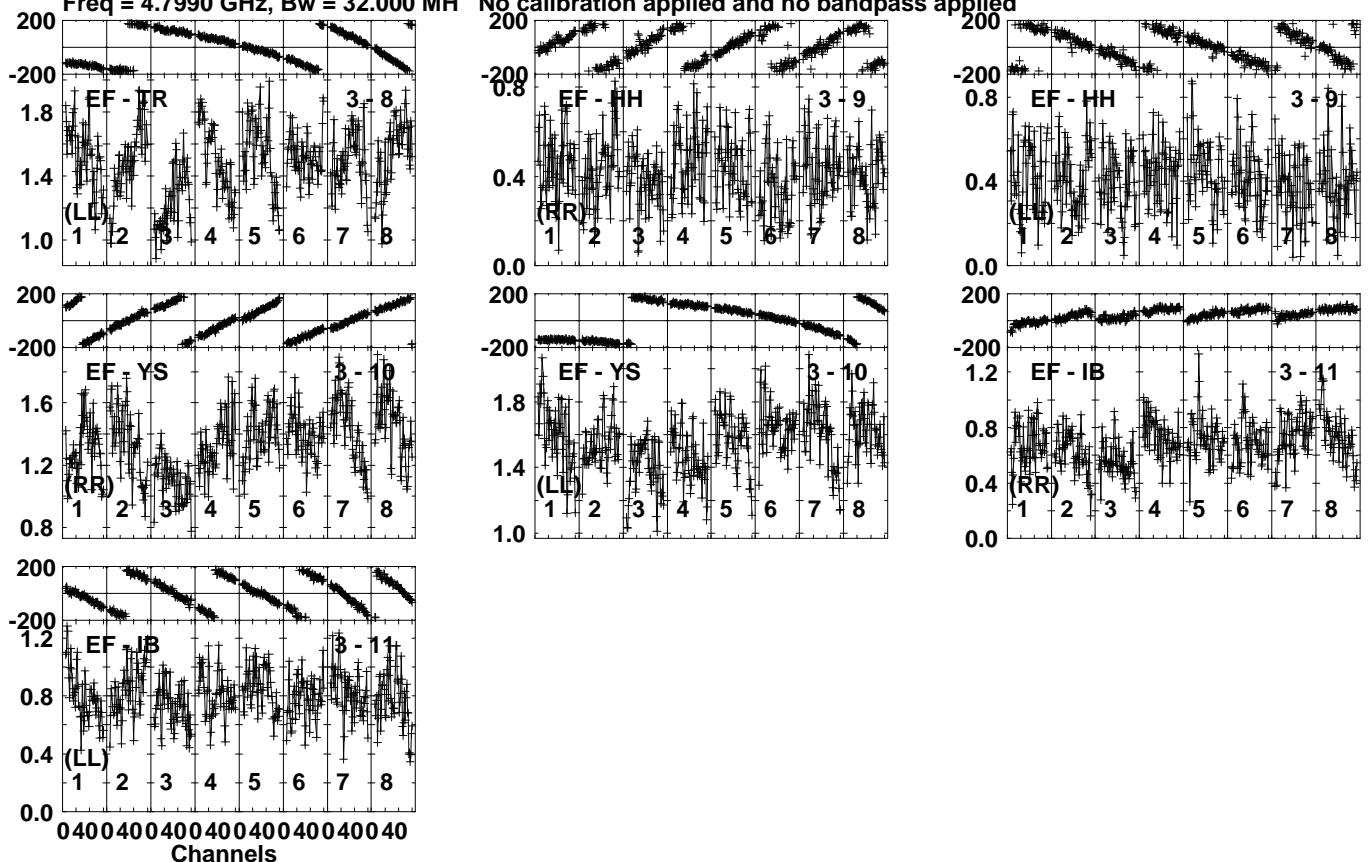 Freq = 4.7990 GHz, Bw = 32.000 MH No calibration applied and no bandpass applied
200
-200
EF - TR 3 - 8
1.8
1.4
1.0
(LL)
1 2 3 4 5 6 7 8
200
-200
EF - HH 3 - 9
0.8
0.4
0.0
(RR)
1 2 3 4 5 6 7 8
200
-200
EF - HH 3 - 9
0.8
0.4
0.0
(LL)
1 2 3 4 5 6 7 8
200
-200
EF - YS 3 - 10
1.6
1.2
0.8
(RR)
1 2 3 4 5 6 7 8
200
-200
EF - YS 3 - 10
1.8
1.4
1.0
(LL)
1 2 3 4 5 6 7 8
200
-200
EF - IB 3 - 11
1.2
0.8
0.4
0.0
(RR)
1 2 3 4 5 6 7 8
200
-200
EF - IB 3 - 11
1.2
0.8
0.4
0.0
(LL)
1 2 3 4 5 6 7 8
0 40 0 40 0 40 0 40 0 40 0 40 0 40 0 40
Channels